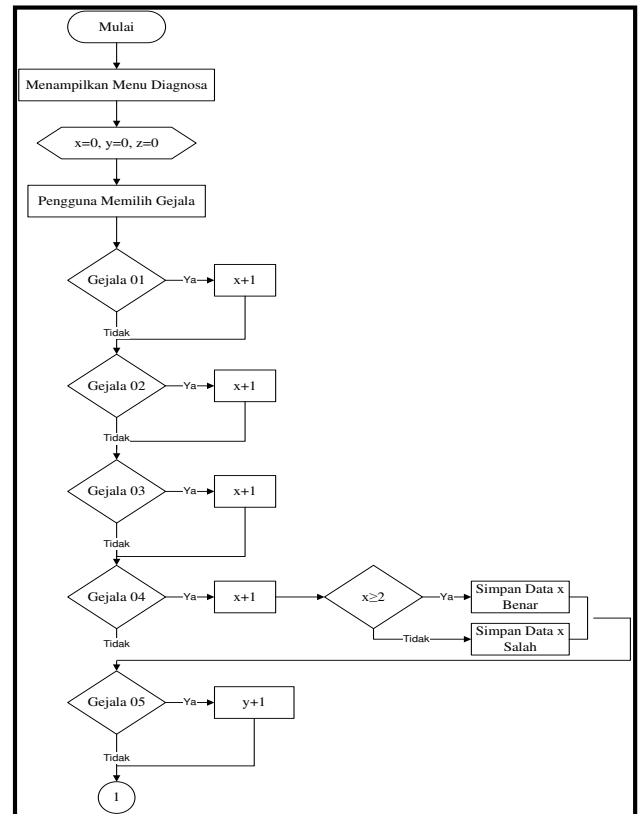 Mulai
Menampilkan Menu Diagnosa
x=0, y=0, z=0
Pengguna Memilih Gejala
Gejala 01
Ya
x+1
Tidak
Gejala 02
Ya
x+1
Tidak
Gejala 03
Ya
x+1
Tidak
Gejala 04
Ya
x+1
x≥2
Ya
Simpan Data x
Benar
Tidak
Simpan Data x
Salah
Tidak
Gejala 05
Ya
y+1
Tidak
1